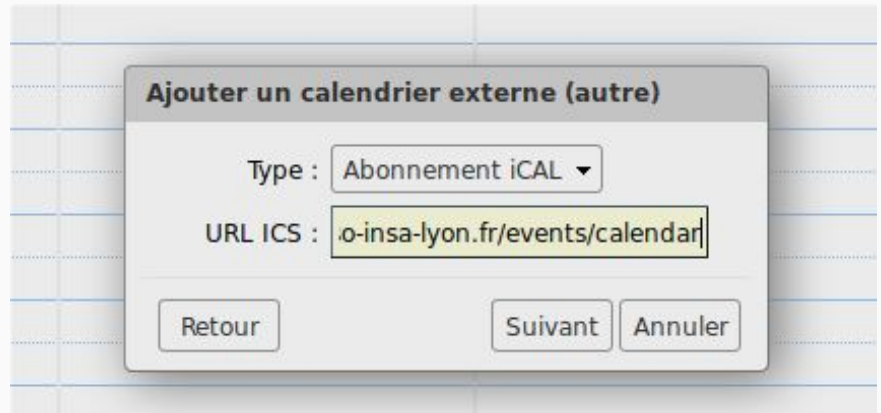 Ajouter un calendrier externe (autre)
Type : Abonnement iCAL
URL ICS : o-insa-lyon.fr/events/calendar
Retour Suivant Annuler